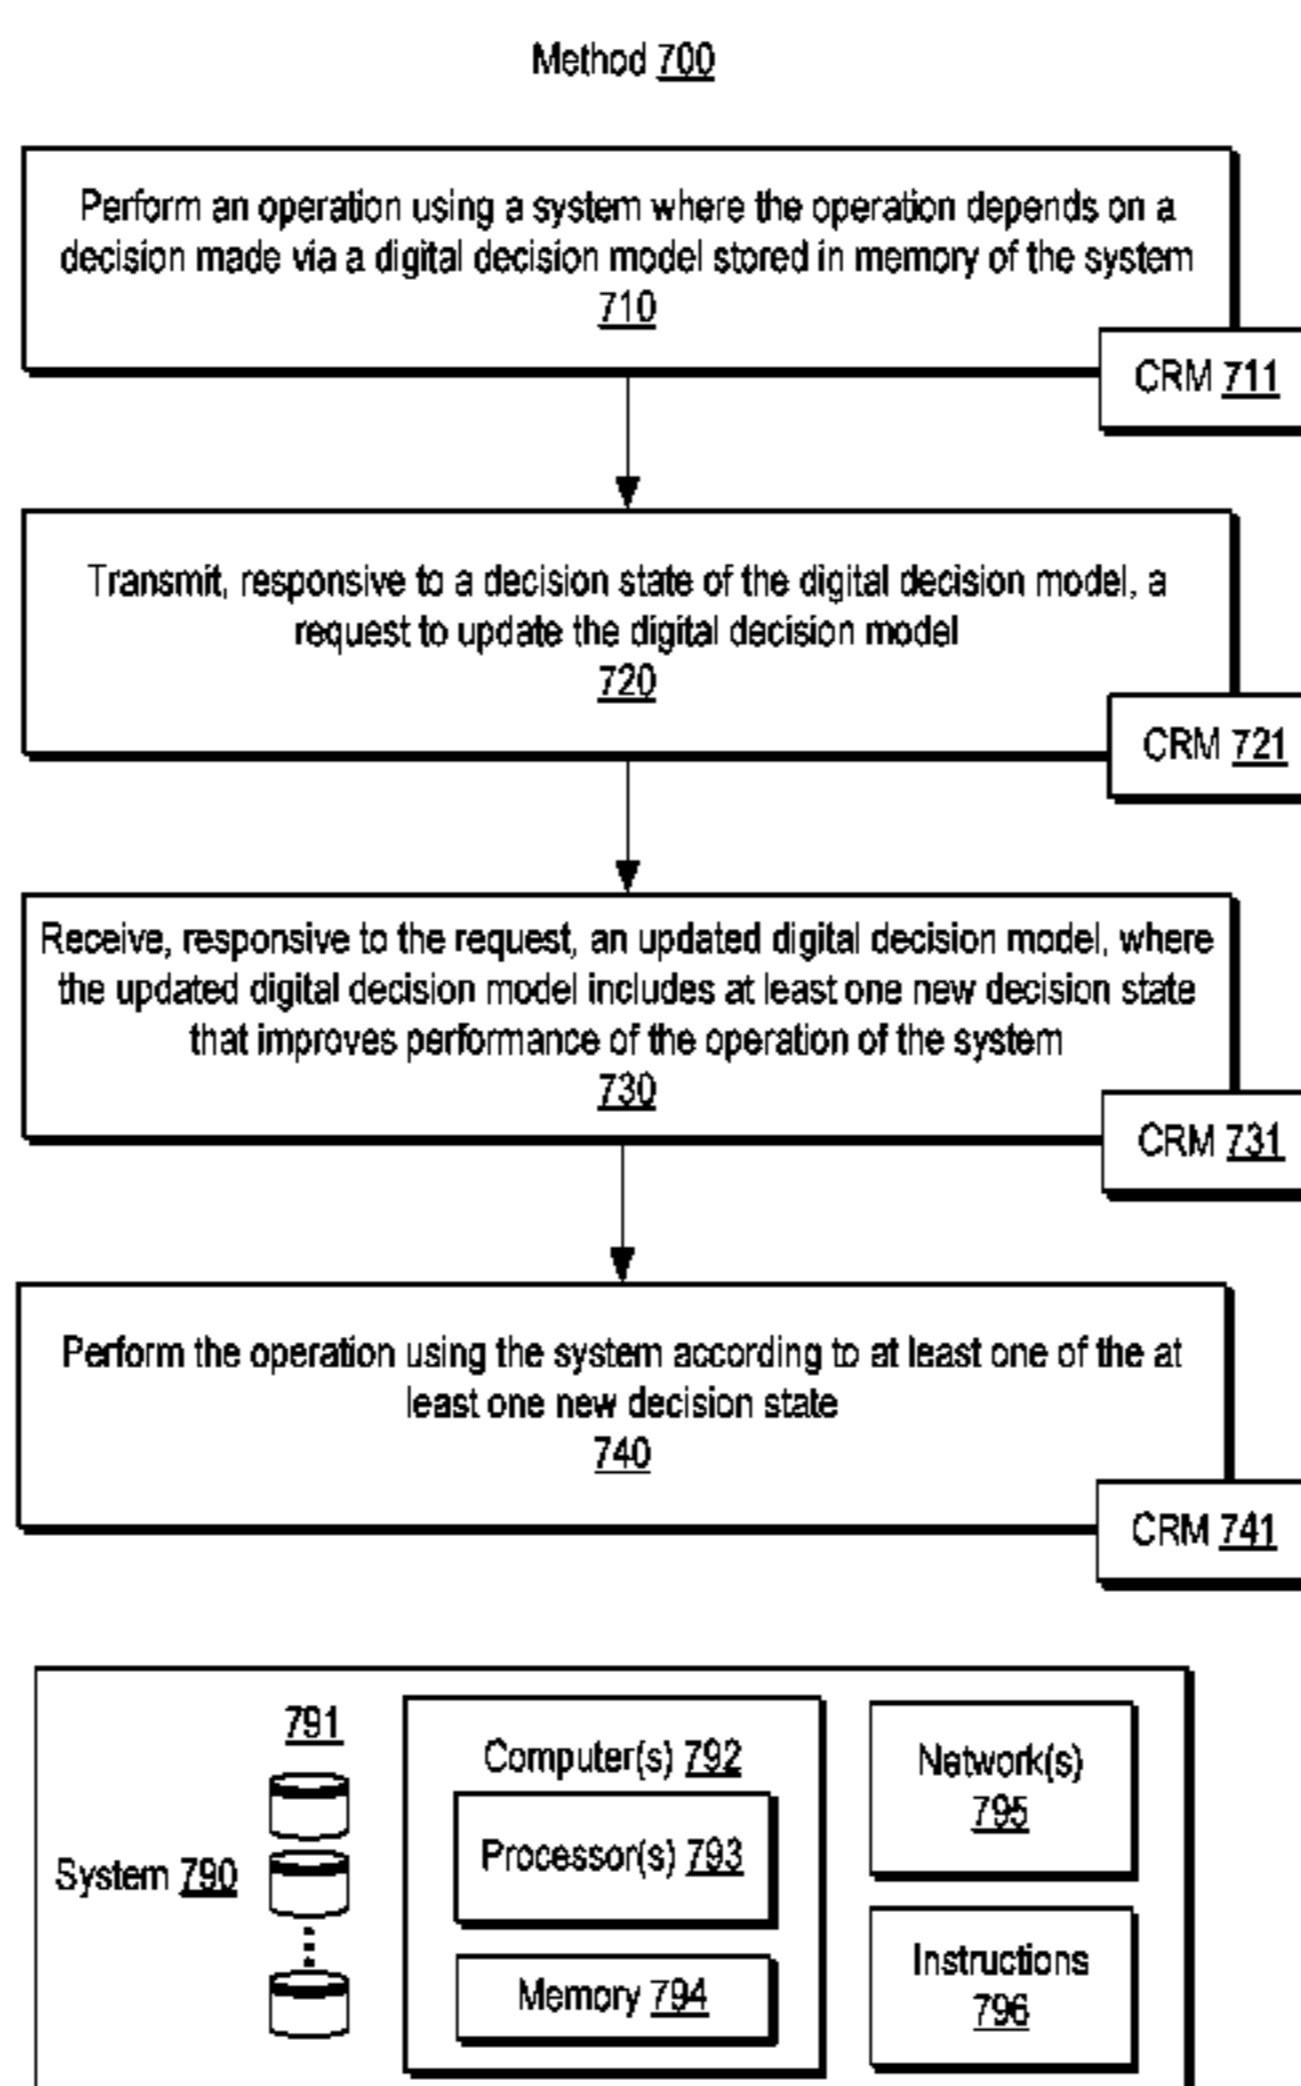 Method 700
Perform an operation using a system where the operation depends on a
decision made via a digital decision model stored in memory of the system
710
CRM 711
Transmit, responsive to a decision state of the digital decision model, a
request to update the digital decision model
720
CRM 721
Receive, responsive to the request, an updated digital decision model, where
the updated digital decision model includes at least one new decision state
that improves performance of the operation of the system
730
CRM 731
Perform the operation using the system according to at least one of the at
least one new decision state
740
CRM 741
System 790
791
Computer(s) 792
Processor(s) 793
Memory 794
Network(s)
795
Instructions
796